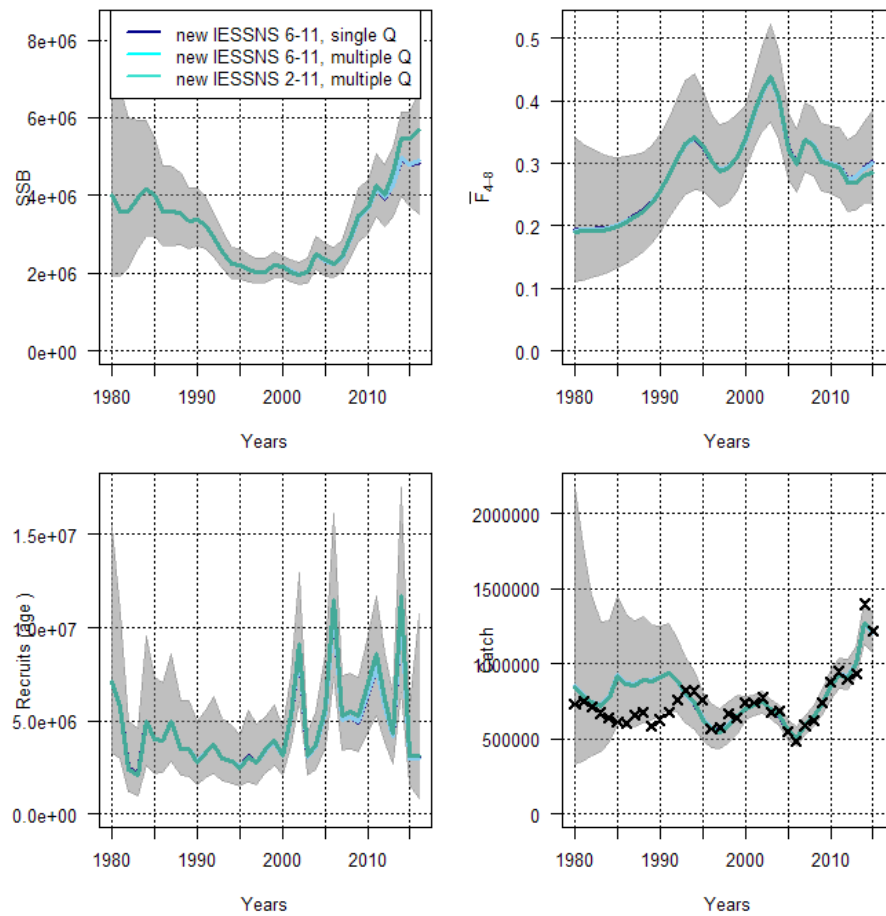 8e+06
6e+06
4e+06
2e+06
0e+00
SSB
new IESSNS 6-11, single Q
new IESSNS 6-11, multiple Q
new IESSNS 2-11, multiple Q
1980 1990 2000 2010
Years
0.5
0.4
0.3
0.2
0.1
0.0
F̅4–8
1980 1990 2000 2010
Years
1.5e+07
1.0e+07
5.0e+06
0.0e+00
Recruits (age )
1980 1990 2000 2010
Years
2000000
1500000
1000000
500000
0
Catch
1980 1990 2000 2010
Years